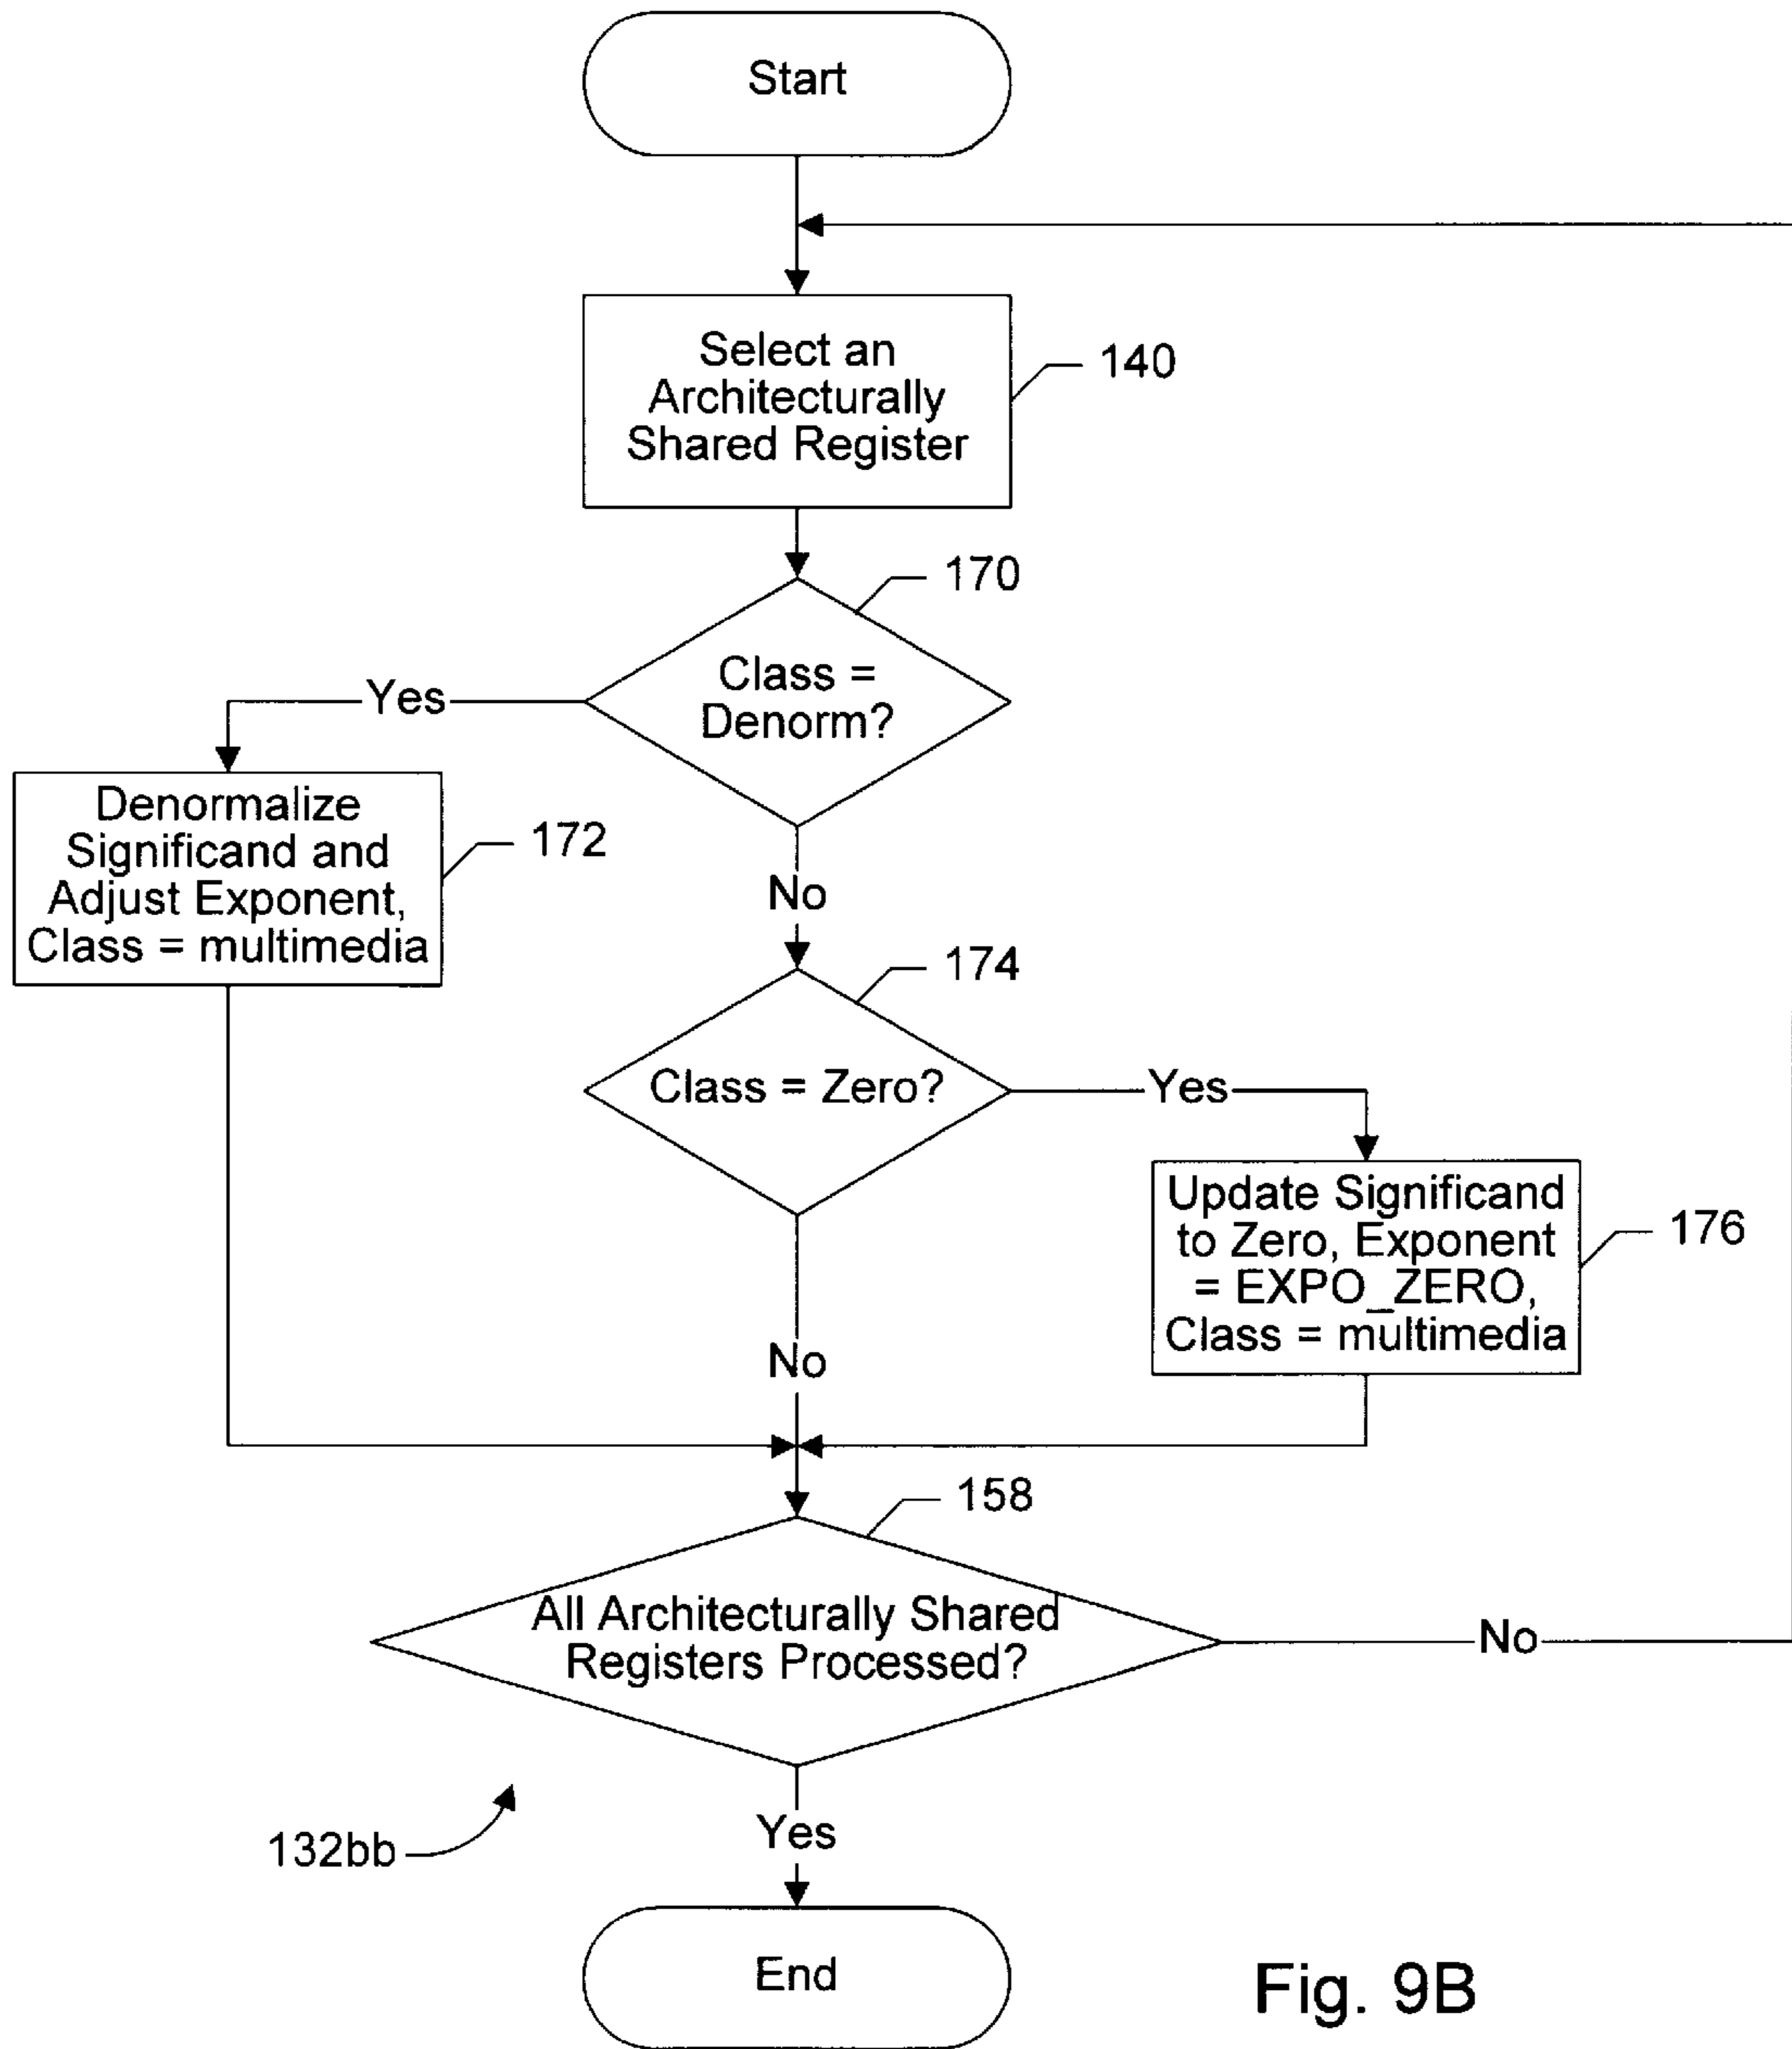 Start
Select an
Architecturally
Shared Register
140
170
Class =
Denorm?
Yes
Denormalize
Significand and
Adjust Exponent,
Class = multimedia
172
No
174
Class = Zero?
Yes
Update Significand
to Zero, Exponent
= EXPO_ZERO,
Class = multimedia
176
No
158
All Architecturally Shared
Registers Processed?
No
132bb
Yes
End
Fig. 9B